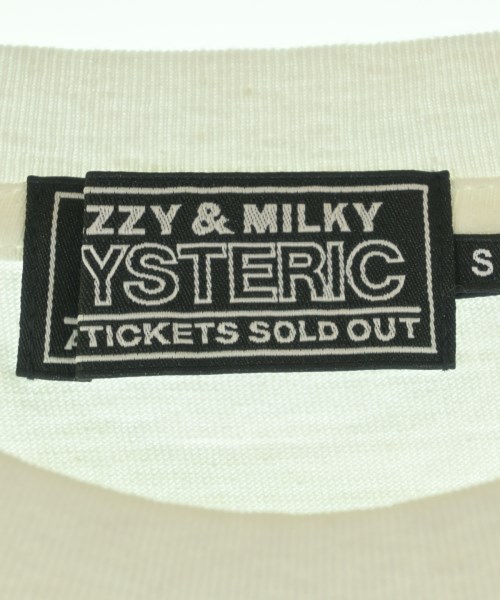 ZZY & MILKY
YSTERIC
TICKETS SOLD OUT
S